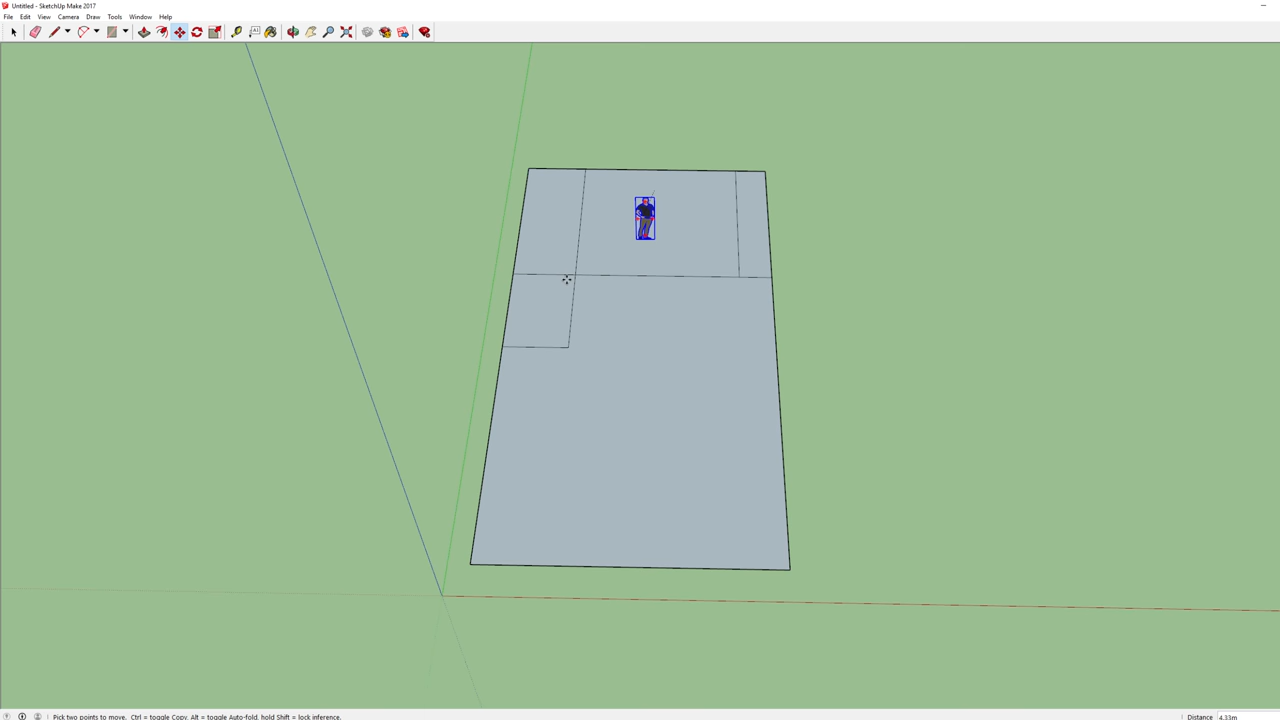 Untitled - SketchUp Make 2017
File Edit View Camera Draw Tools Window Help
Pick two points to move. Ctrl = toggle Copy, Alt = toggle Auto-fold, hold Shift = lock inference.
Distance 4.33m